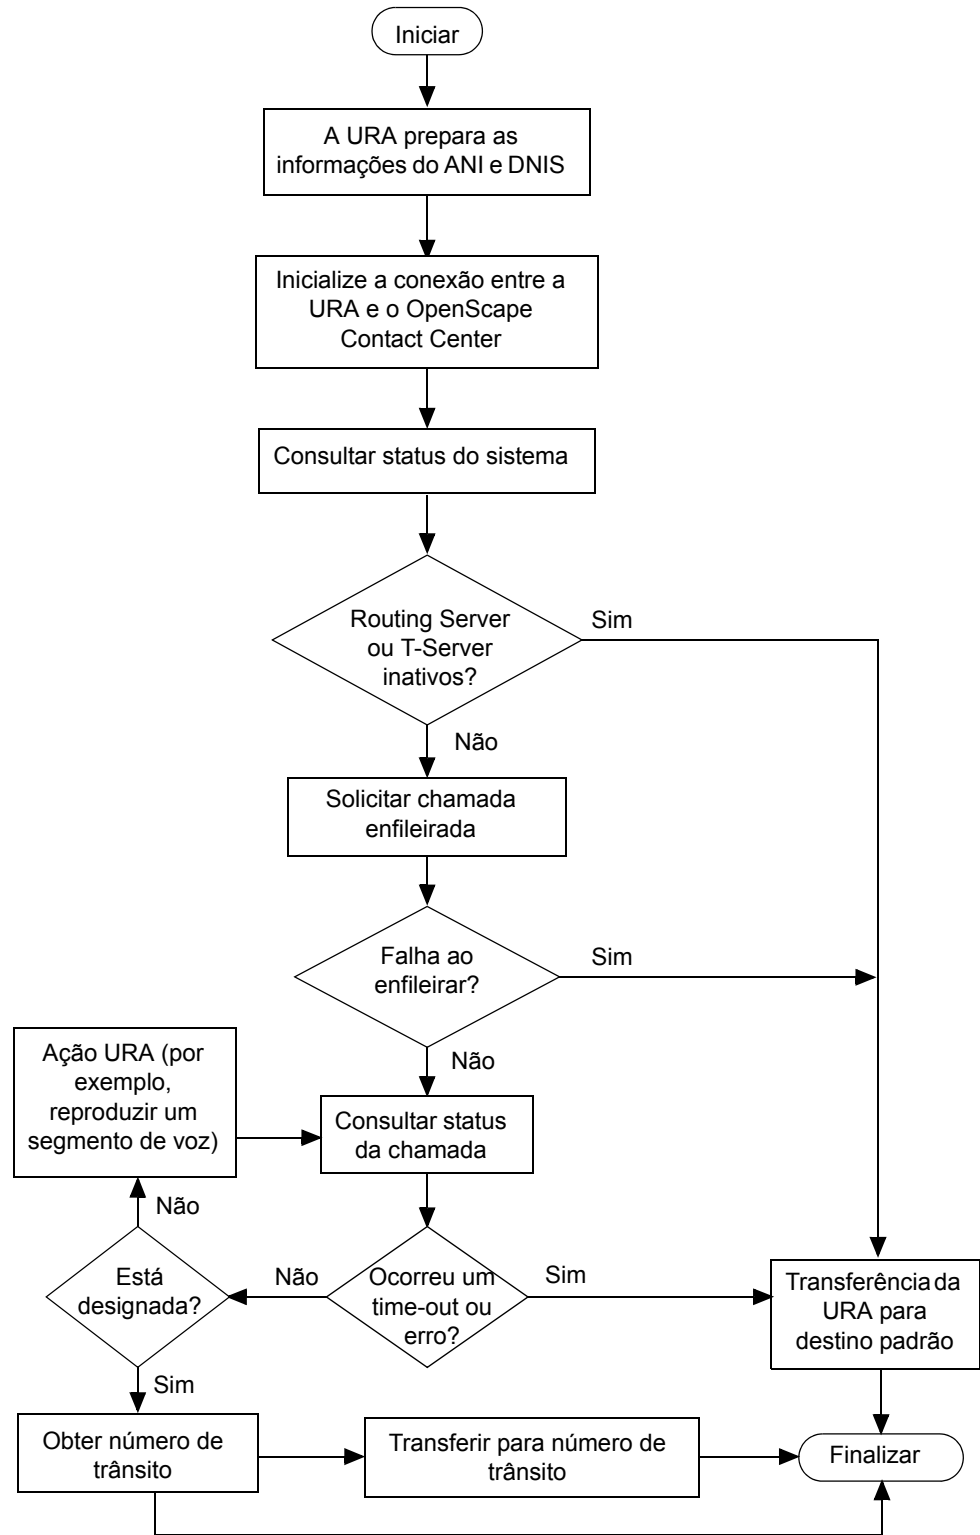 Iniciar
A URA prepara as
informações do ANI e DNIS
Inicialize a conexão entre a
URA e o OpenScape
Contact Center
Consultar status do sistema
Routing Server
ou T-Server
inativos?
Sim
Não
Solicitar chamada
enfileirada
Falha ao
enfileirar?
Sim
Não
Ação URA (por
exemplo,
reproduzir um
segmento de voz)
Consultar status
da chamada
Não
Está
designada?
Não
Ocorreu um
time-out ou
erro?
Sim
Transferência da
URA para
destino padrão
Sim
Obter número de
trânsito
Transferir para número de
trânsito
Finalizar